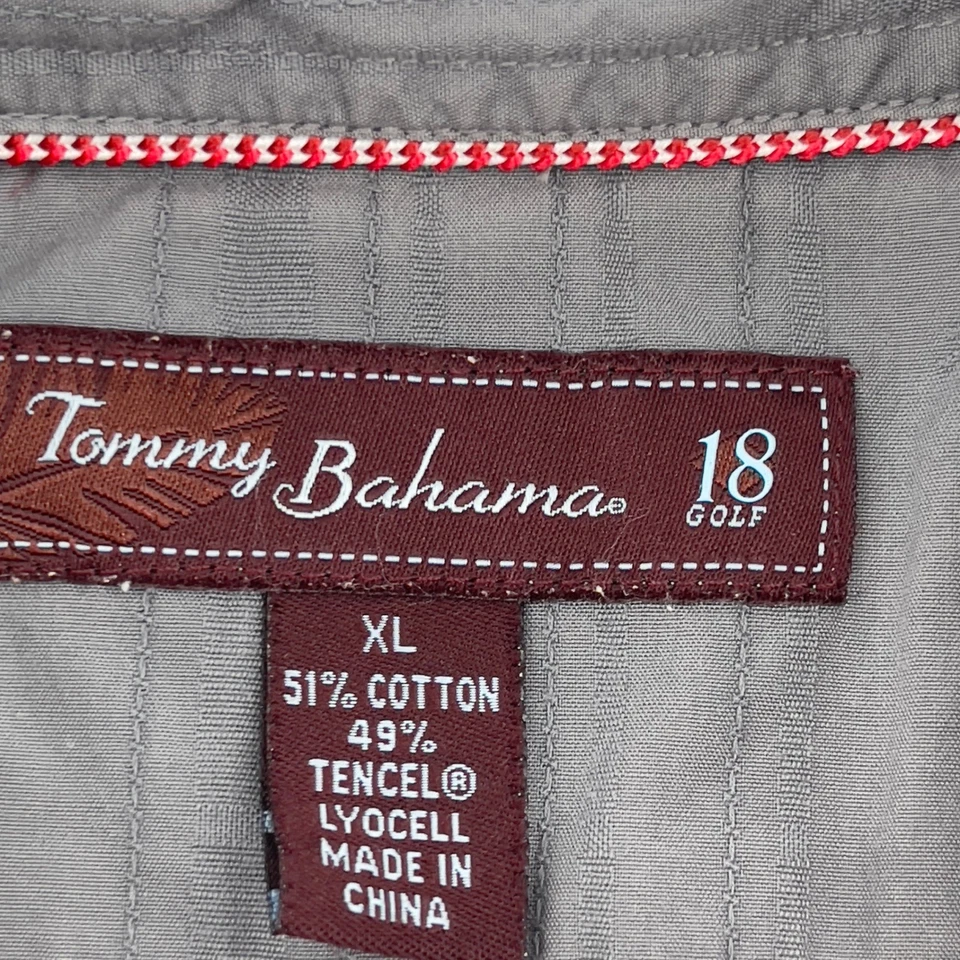 Tommy Bahama® 18
GOLF
XL
51% COTTON
49%
TENCEL®
LYOCELL
MADE IN
CHINA